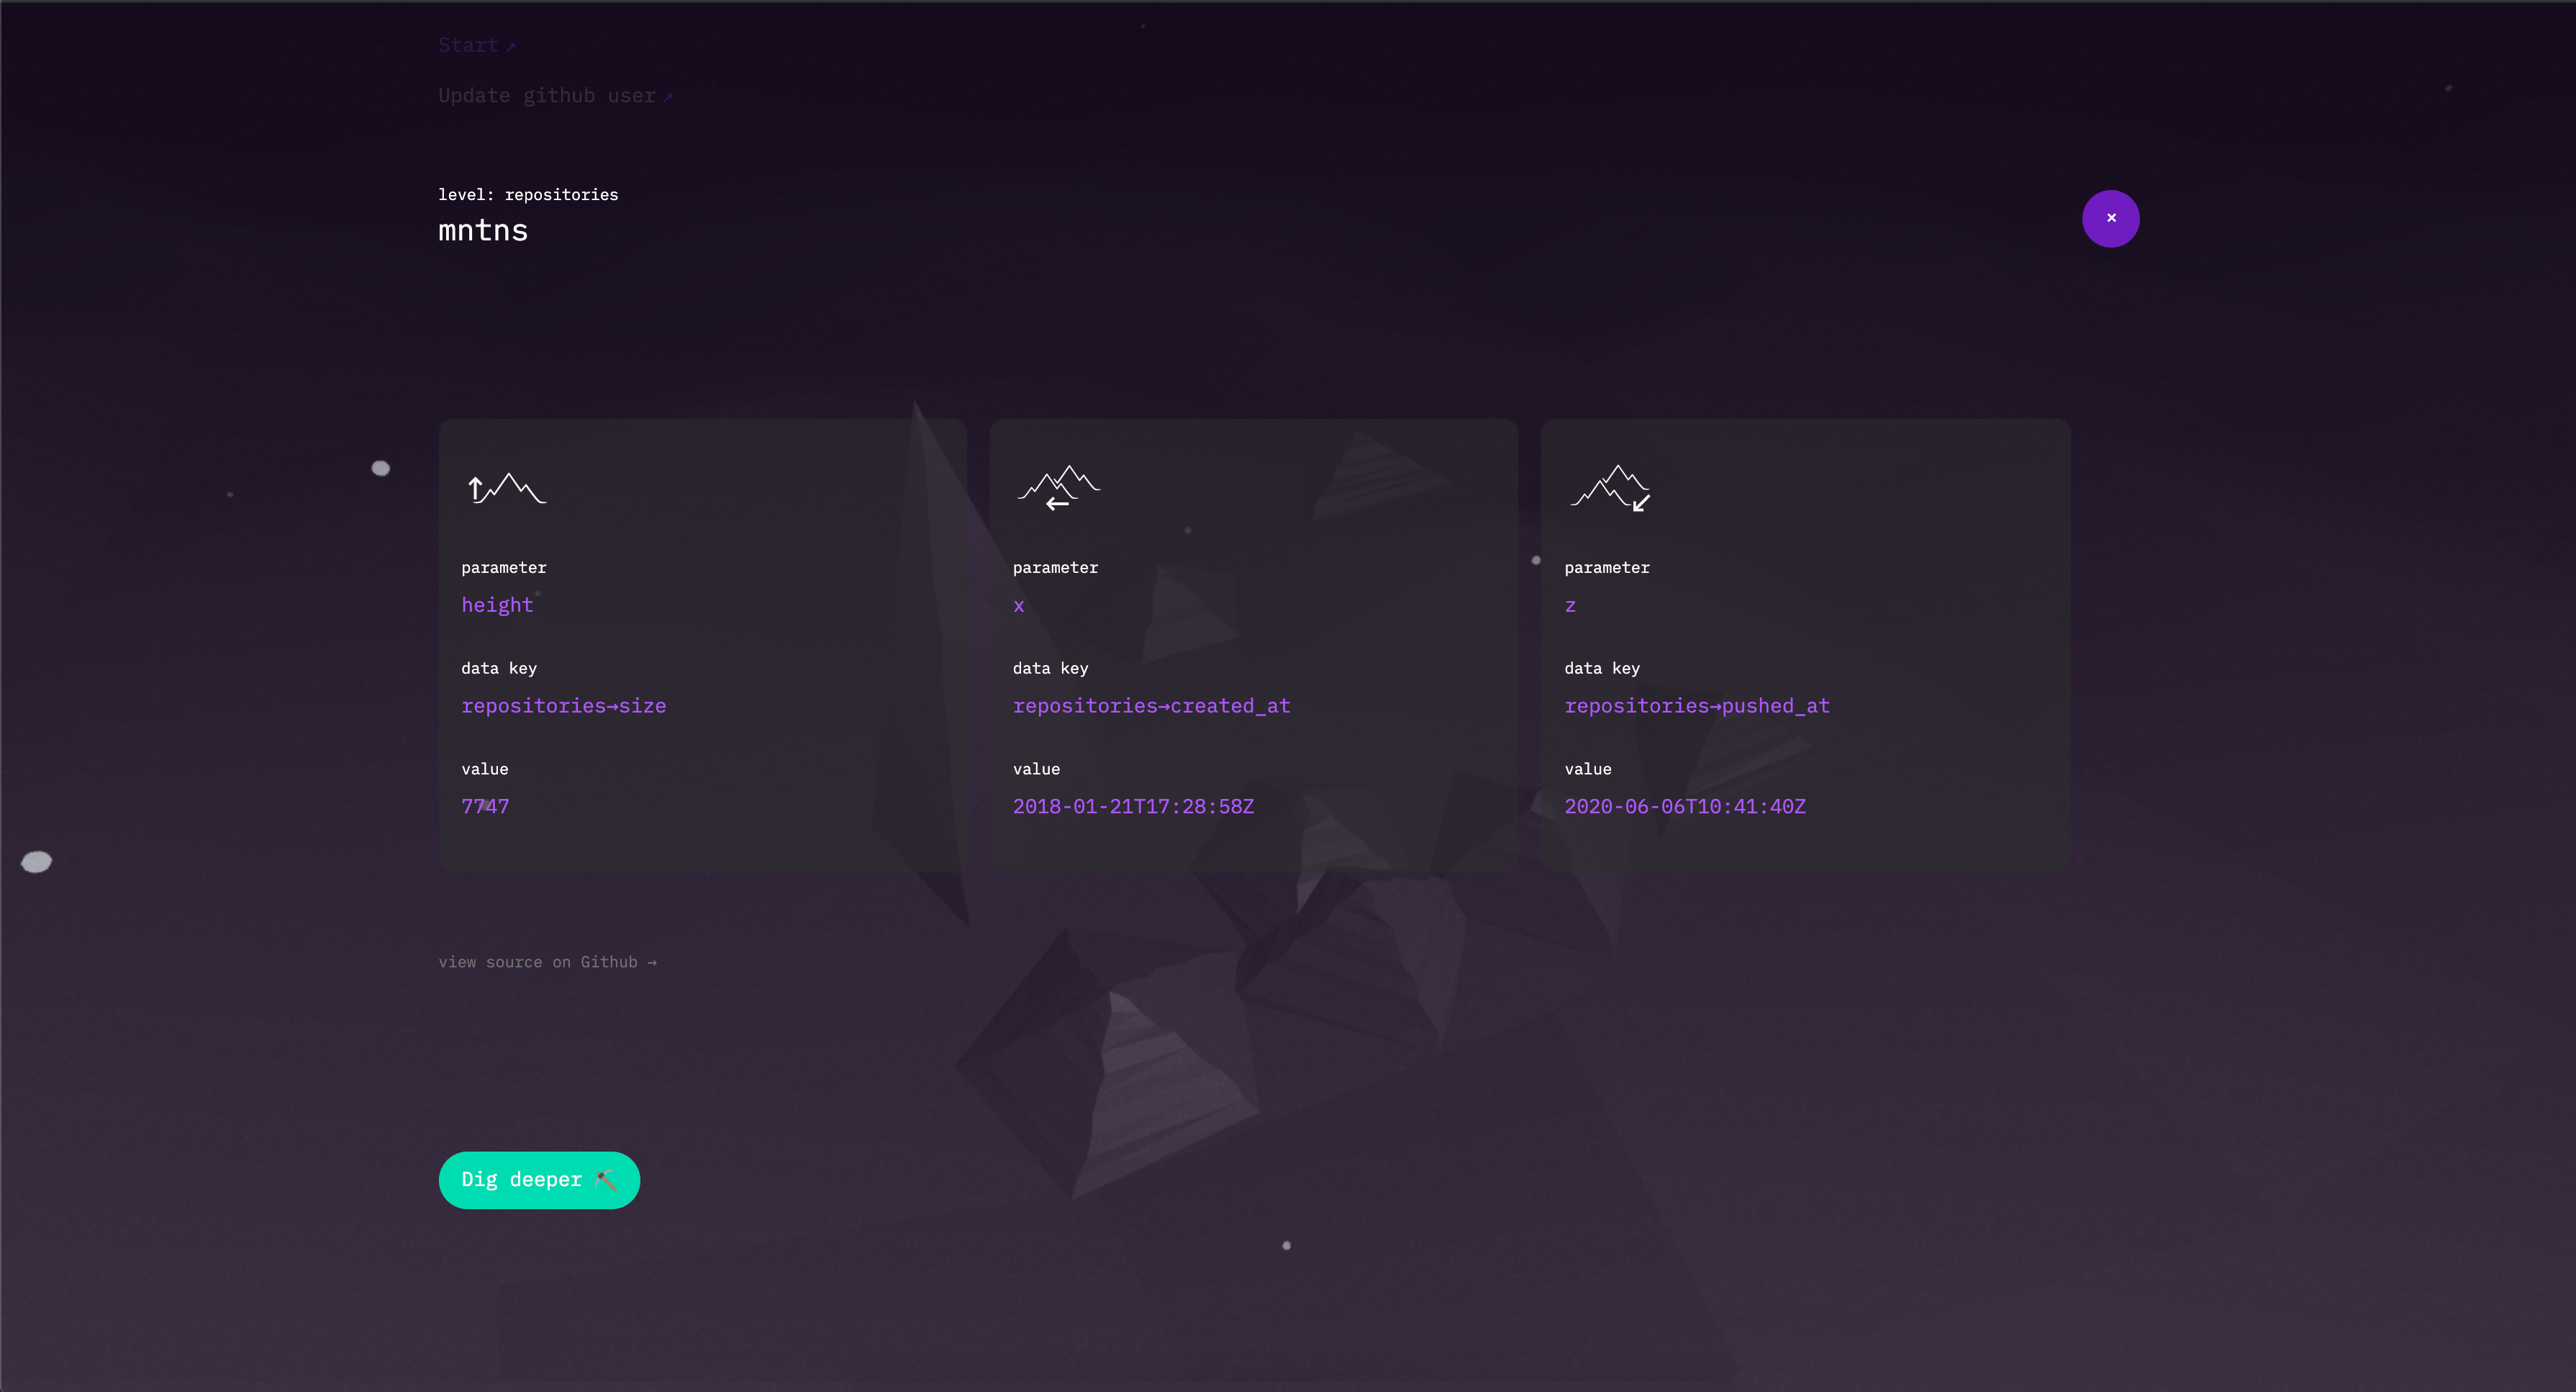 Start ↗
Update github user ↗
level: repositories
mntns
×
parameter
height
data key
repositories→size
value
7747
parameter
x
data key
repositories→created_at
value
2018-01-21T17:28:58Z
parameter
z
data key
repositories→pushed_at
value
2020-06-06T10:41:40Z
view source on Github →
Dig deeper ⛏️